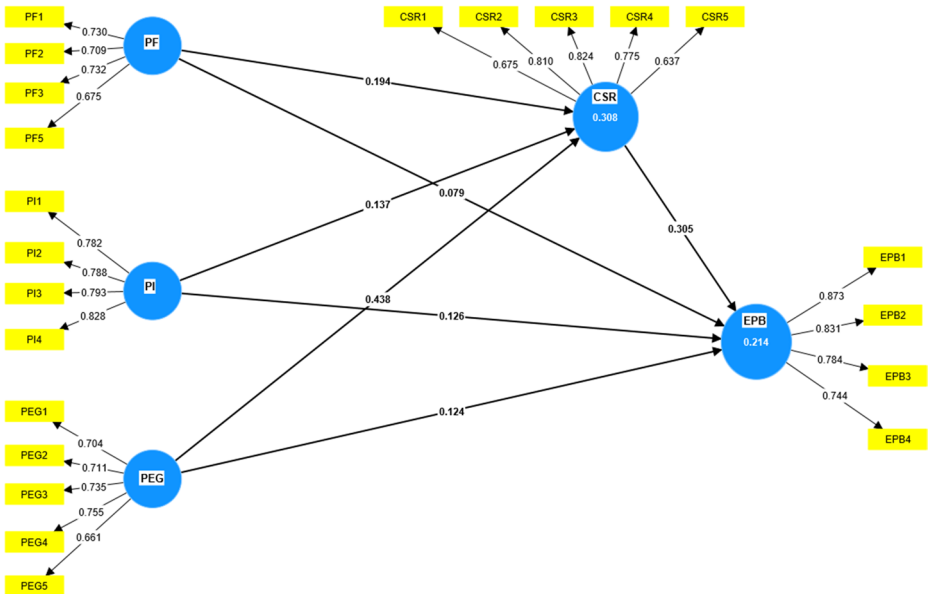 PF1
0.730
PF2
0.709
PF3
0.732
PF5
0.675
PF
CSR1
CSR2
CSR3
CSR4
CSR5
0.675
0.810
0.824
0.775
0.637
CSR
0.308
0.194
0.079
0.137
0.305
PI1
0.782
PI2
0.788
PI3
0.793
PI4
0.828
PI
0.438
0.126
EPB
0.214
EPB1
0.873
EPB2
0.831
EPB3
0.784
EPB4
0.744
0.124
PEG1
0.704
PEG2
0.711
PEG3
0.735
PEG4
0.755
PEG5
0.661
PEG